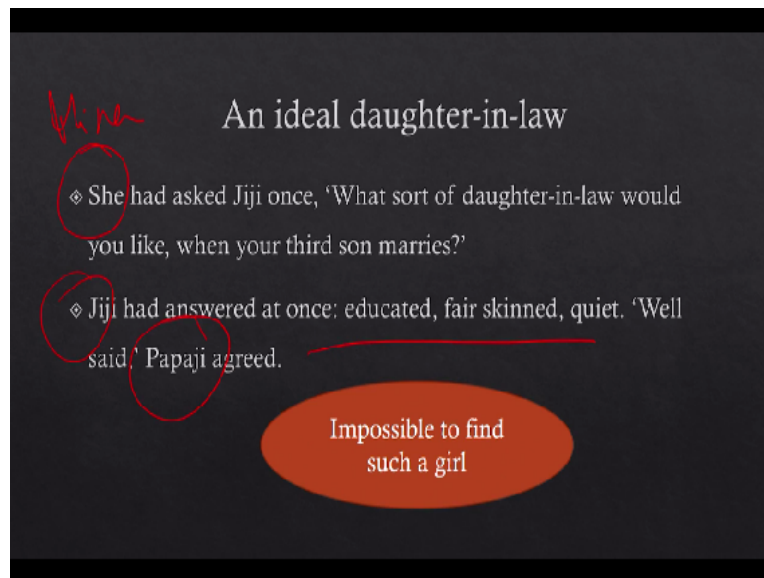 An ideal daughter-in-law
She had asked Jiji once, ‘What sort of daughter-in-law would
you like, when your third son marries?’
Jiji had answered at once: educated, fair skinned, quiet. ‘Well
said,’ Papaji agreed.
Impossible to find
such a girl